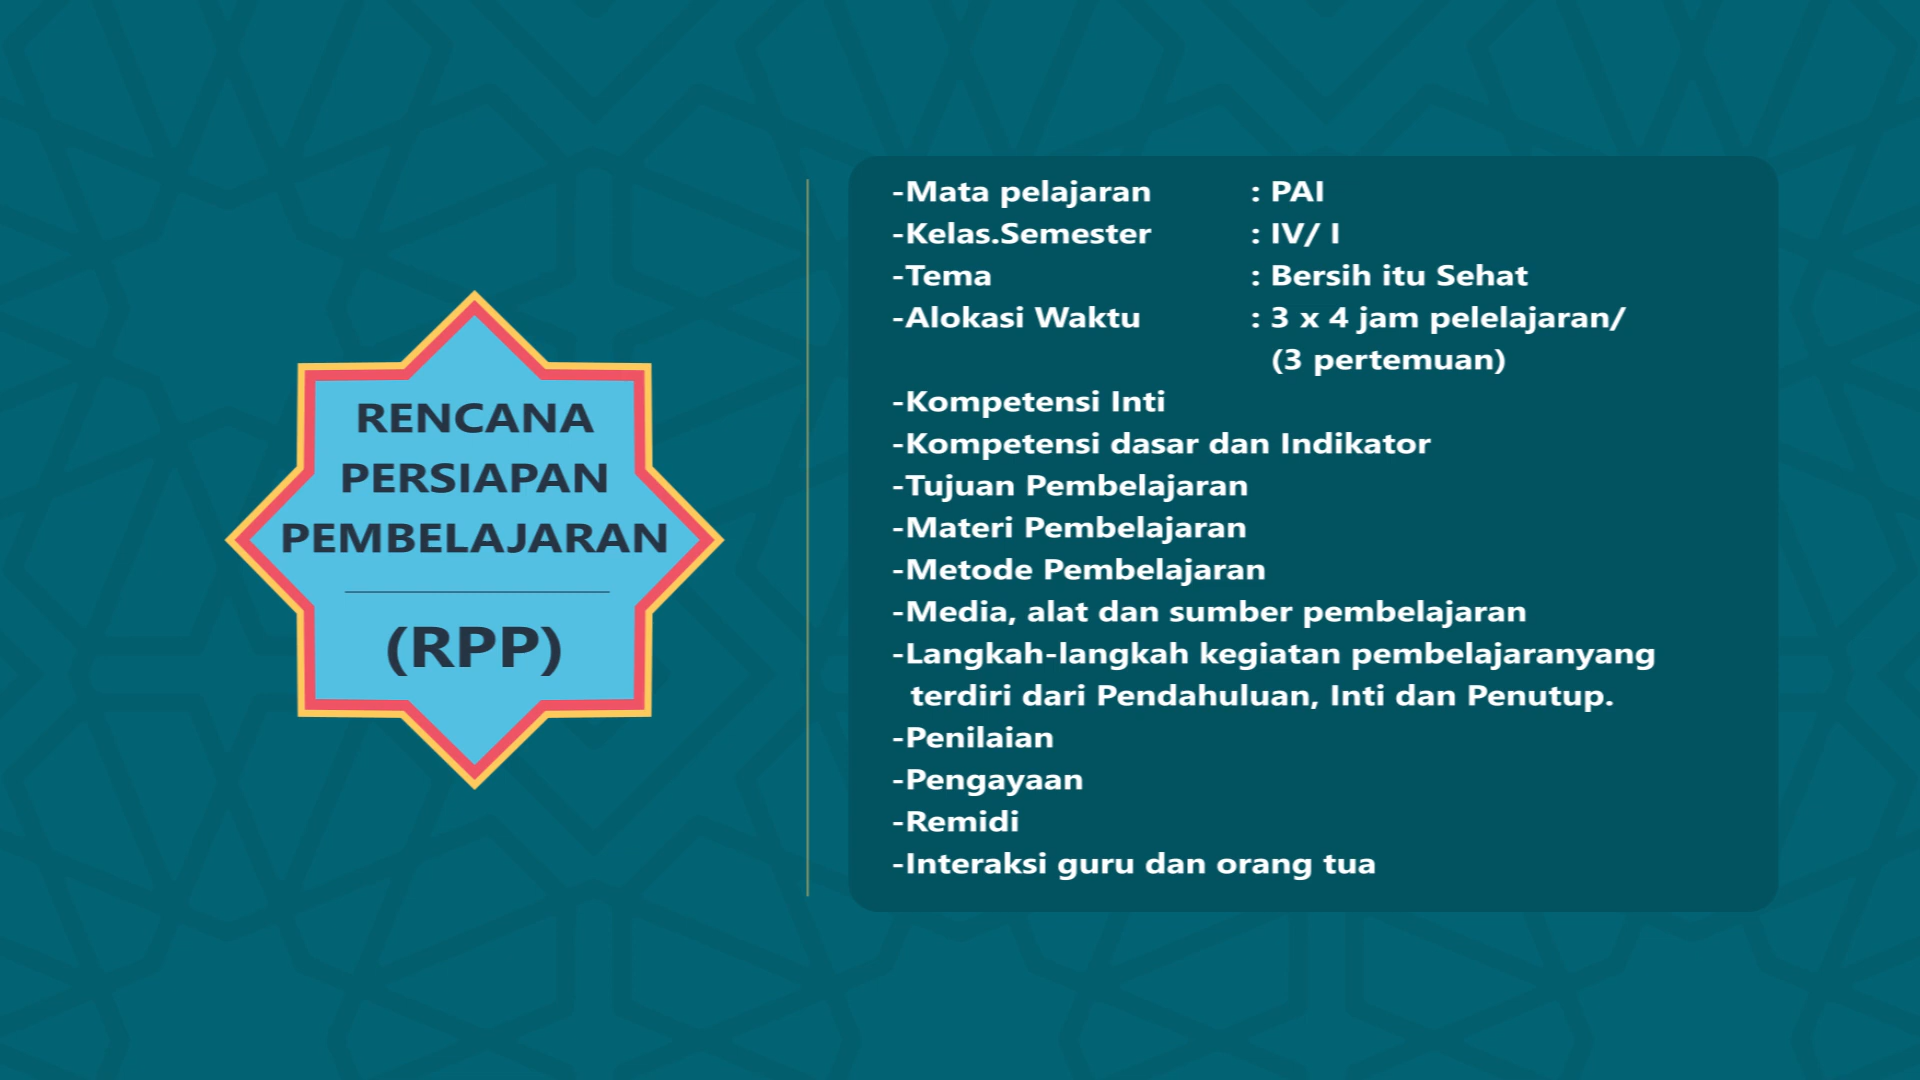 RENCANA
PERSIAPAN
PEMBELAJARAN
(RPP)
-Mata pelajaran : PAI
-Kelas.Semester : IV/ I
-Tema : Bersih itu Sehat
-Alokasi Waktu : 3 x 4 jam pelelajaran/
(3 pertemuan)
-Kompetensi Inti
-Kompetensi dasar dan Indikator
-Tujuan Pembelajaran
-Materi Pembelajaran
-Metode Pembelajaran
-Media, alat dan sumber pembelajaran
-Langkah-langkah kegiatan pembelajaranyang
terdiri dari Pendahuluan, Inti dan Penutup.
-Penilaian
-Pengayaan
-Remidi
-Interaksi guru dan orang tua